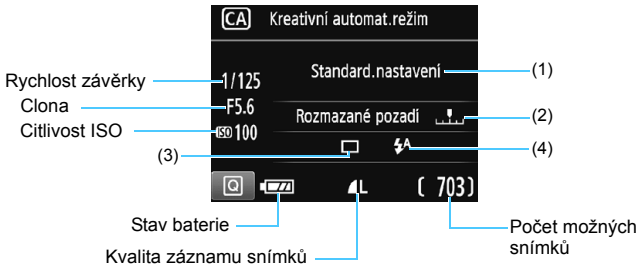 CA Kreativní automat.režim
Standard.nastavení
(1)
Rychlost závěrky
1/125
Clona
F5.6
Rozmazané pozadí
(2)
Citlivost ISO
ISO 100
(3)
A
(4)
Q
L
[ 703]
Stav baterie
Počet možných
snímků
Kvalita záznamu snímků